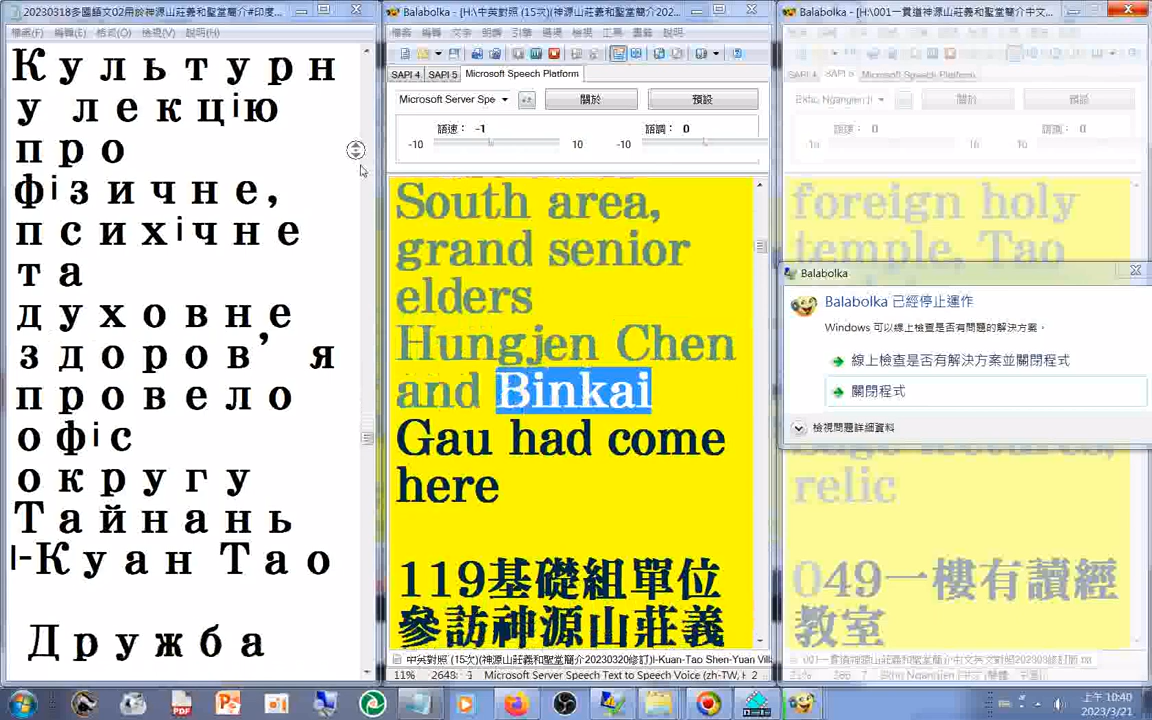 20230318多國語文02用於神源山莊義和聖堂簡介#印度...
檔案(F) 編輯(E) 格式(O) 檢視(V) 說明(H)
Культурн
у лекцію
про
фізичне,
психічне
та
духовне
здоров’я
провело
офіс
округу
Тайнань
І-Куан Тао
Дружба
Balabolka - [H:\中英對照 (15次)(神源山莊義和聖堂簡介202...
檔案 編輯 文字 朗讀 引擎 選項 檢視 工具 書籤 說明
SAPI 4 SAPI 5 Microsoft Speech Platform
Microsoft Server Spe 關於 預設
語速： -1 語調： 0
-10 10 -10
South area,
grand senior
elders
Hungjen Chen
and Binkai
Gau had come
here
119基礎組單位
參訪神源山莊義
中英對照 (15次)(神源山莊義和聖堂簡介20230320修訂)I-Kuan-Tao Shen-Yuan Vill
11% 2648: 1 Microsoft Server Speech Text to Speech Voice (zh-TW, H
Balabolka - [H:\001一貫道神源山莊義和聖堂簡介中文...
SAPI 4 SAPI 5 Microsoft Speech Platform
關於 預設
語速： 0 語調： 0
foreign holy
temple, Tao
Balabolka
Balabolka 已經停止運作
Windows 可以線上檢查是否有問題的解決方案。
線上檢查是否有解決方案並關閉程式
關閉程式
檢視問題詳細資料
relic
049一樓有讀經
教室
上午 10:40
2023/3/21